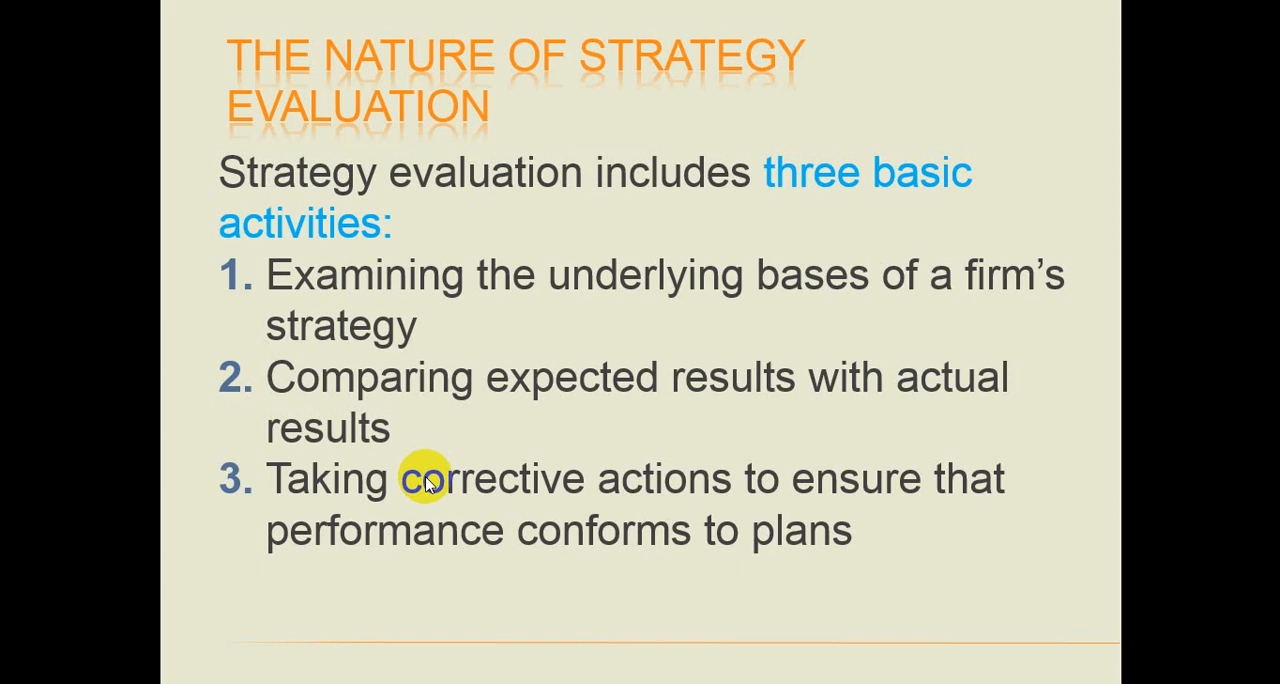 THE NATURE OF STRATEGY
EVALUATION
Strategy evaluation includes three basic
activities:
1. Examining the underlying bases of a firm’s
strategy
2. Comparing expected results with actual
results
3. Taking corrective actions to ensure that
performance conforms to plans